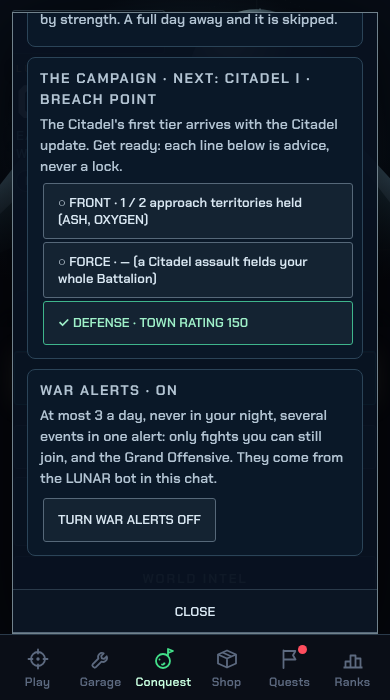 by strength. A full day away and it is skipped.
THE CAMPAIGN · NEXT: CITADEL I ·
BREACH POINT
The Citadel's first tier arrives with the Citadel
update. Get ready: each line below is advice,
never a lock.
○ FRONT · 1 / 2 approach territories held
(ASH, OXYGEN)
○ FORCE · — (a Citadel assault fields your
whole Battalion)
✓ DEFENSE · TOWN RATING 150
WAR ALERTS · ON
At most 3 a day, never in your night, several
events in one alert: only fights you can still
join, and the Grand Offensive. They come from
the LUNAR bot in this chat.
TURN WAR ALERTS OFF
WORLD INTEL
CLOSE
Play Garage Conquest Shop Quests Ranks